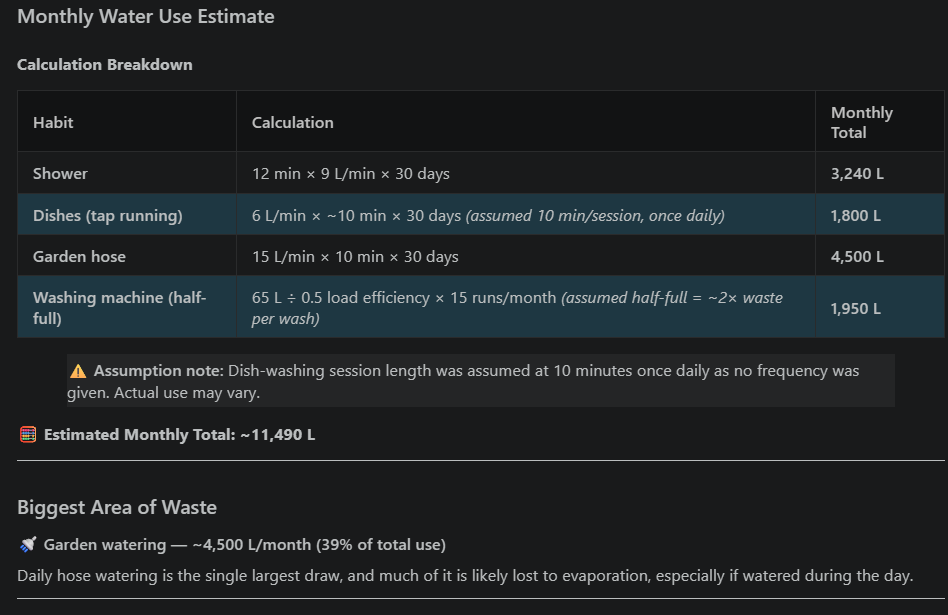 Monthly Water Use Estimate
Calculation Breakdown
Habit
Calculation
Monthly
Total
Shower
12 min × 9 L/min × 30 days
3,240 L
Dishes (tap running)
6 L/min × ~10 min × 30 days (assumed 10 min/session, once daily)
1,800 L
Garden hose
15 L/min × 10 min × 30 days
4,500 L
Washing machine (half-
full)
65 L ÷ 0.5 load efficiency × 15 runs/month (assumed half-full = ~2× waste
per wash)
1,950 L
⚠️ Assumption note: Dish-washing session length was assumed at 10 minutes once daily as no frequency was
given. Actual use may vary.
Estimated Monthly Total: ~11,490 L
Biggest Area of Waste
Garden watering — ~4,500 L/month (39% of total use)
Daily hose watering is the single largest draw, and much of it is likely lost to evaporation, especially if watered during the day.